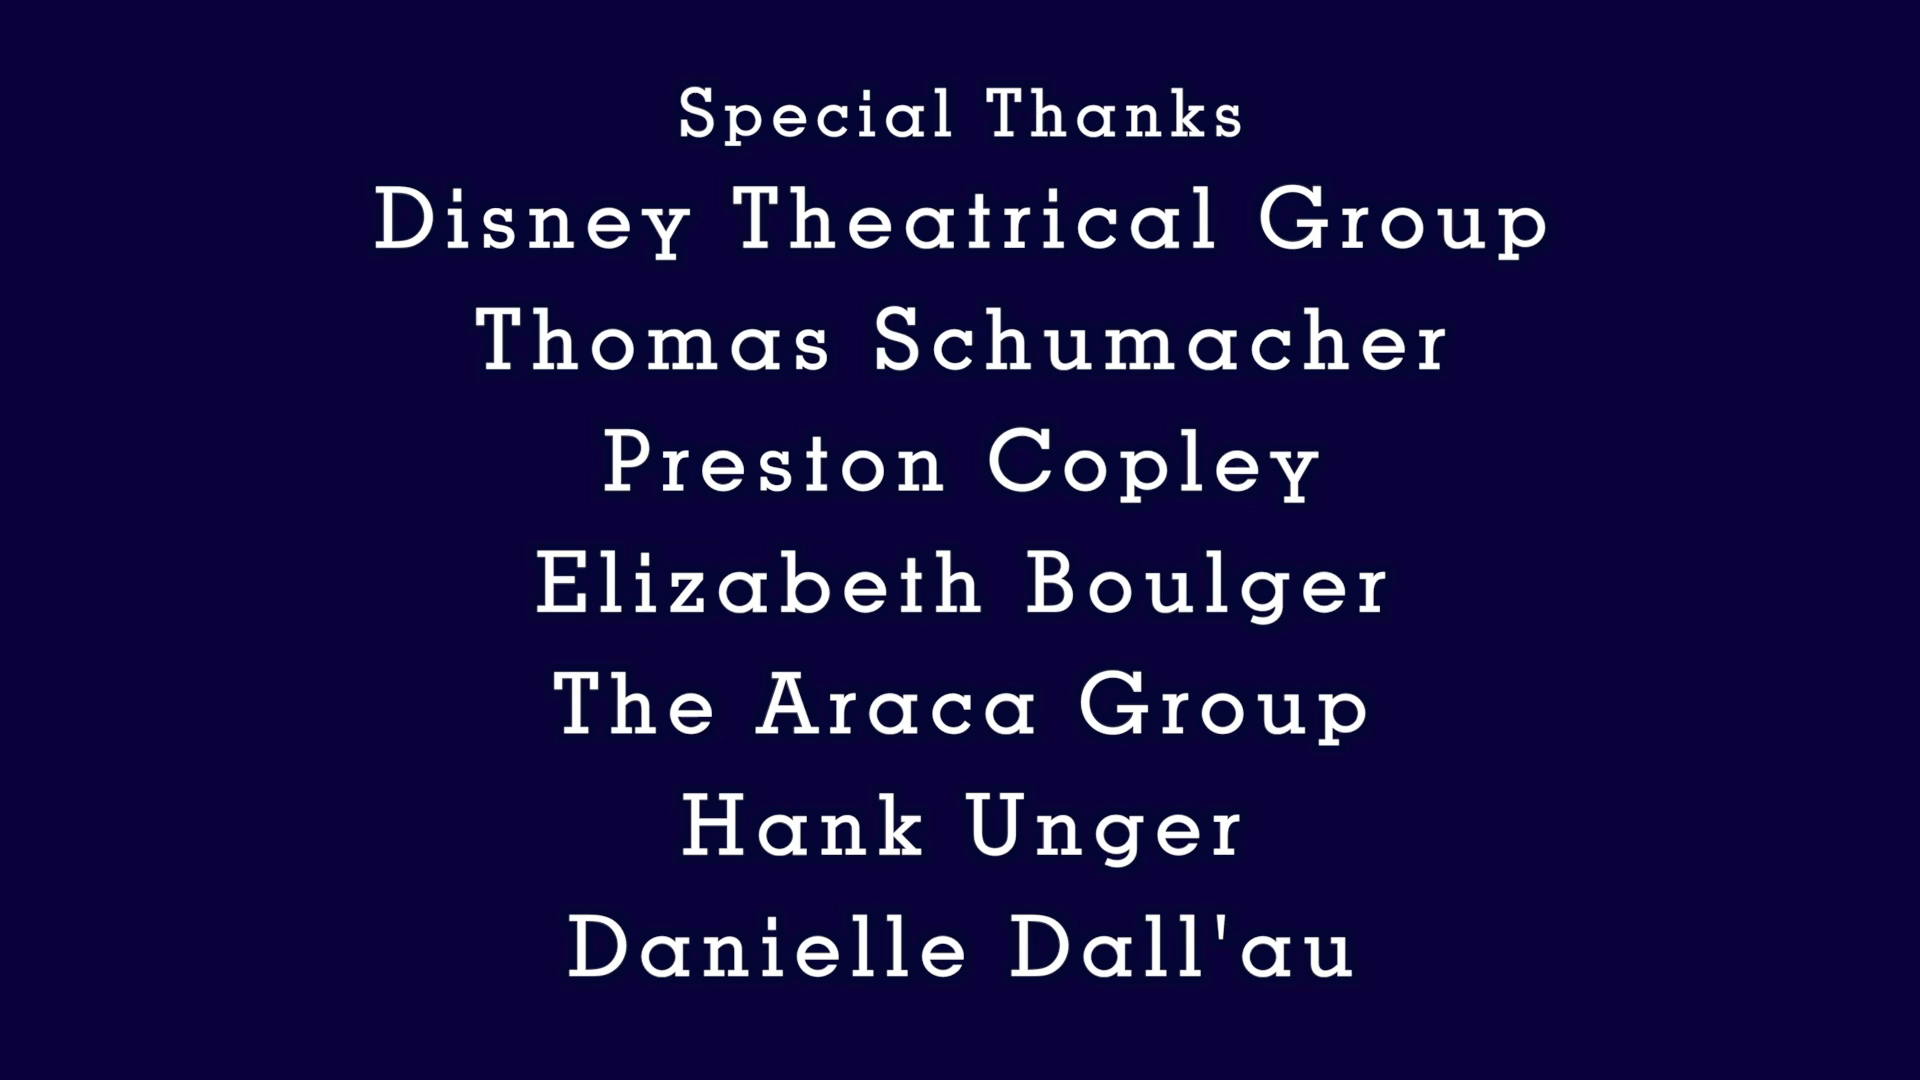 Special Thanks
Disney Theatrical Group
Thomas Schumacher
Preston Copley
Elizabeth Boulger
The Araca Group
Hank Unger
Danielle Dall'au